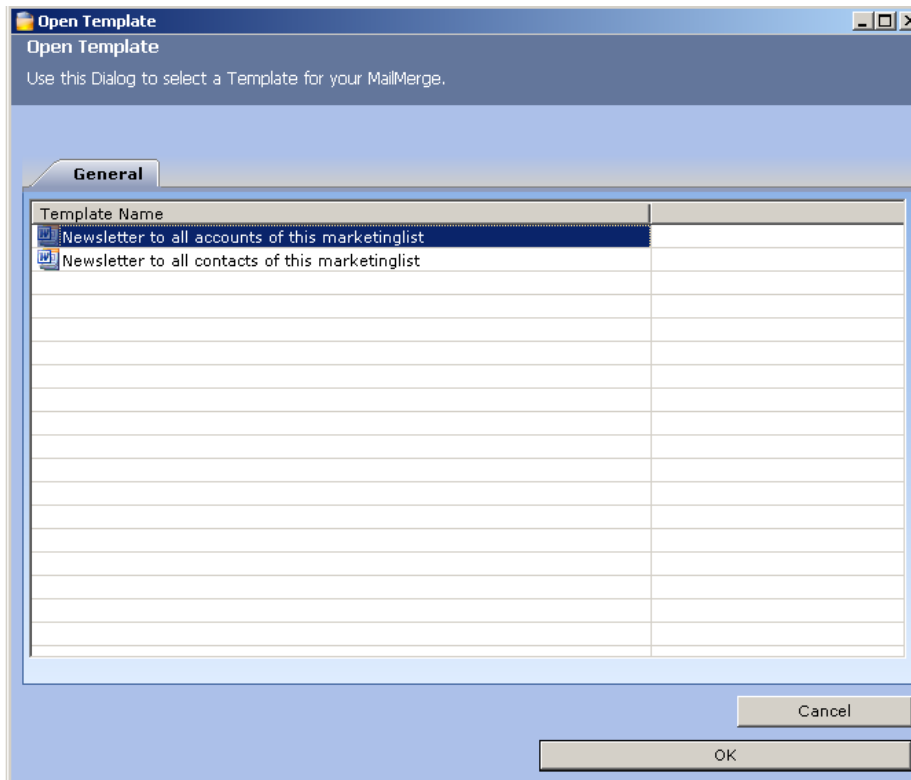 Open Template
Open Template
Use this Dialog to select a Template for your MailMerge.
General
Template Name
Newsletter to all accounts of this marketinglist
Newsletter to all contacts of this marketinglist
Cancel
OK